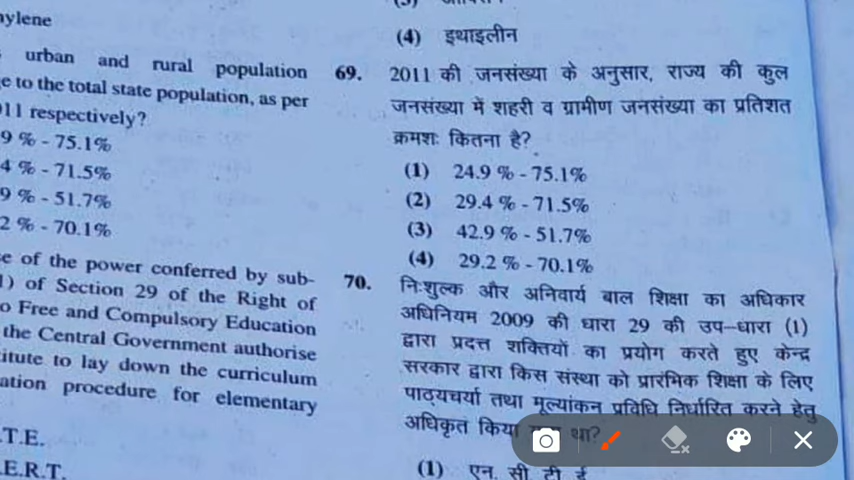 ylene
urban and rural population
e to the total state population, as per
11 respectively?
9 % - 75.1%
4 % - 71.5%
9 % - 51.7%
2 % - 70.1%
e of the power conferred by sub-
1) of Section 29 of the Right of
o Free and Compulsory Education
the Central Government authorise
itute to lay down the curriculum
ation procedure for elementary
.T.E.
.E.R.T.
(4) इथाइलीन
69. 2011 की जनसंख्या के अनुसार, राज्य की कुल
जनसंख्या में शहरी व ग्रामीण जनसंख्या का प्रतिशत
क्रमशः कितना है?
(1) 24.9 % - 75.1%
(2) 29.4 % - 71.5%
(3) 42.9 % - 51.7%
(4) 29.2 % - 70.1%
70. निःशुल्क और अनिवार्य बाल शिक्षा का अधिकार
अधिनियम 2009 की धारा 29 की उप–धारा (1)
द्वारा प्रदत्त शक्तियों का प्रयोग करते हुए केन्द्र
सरकार द्वारा किस संस्था को प्रारंभिक शिक्षा के लिए
पाठ्यचर्या तथा मूल्यांकन प्रविधि निर्धारित करने हेतु
अधिकृत किया था?
(1) एन. सी टी ई